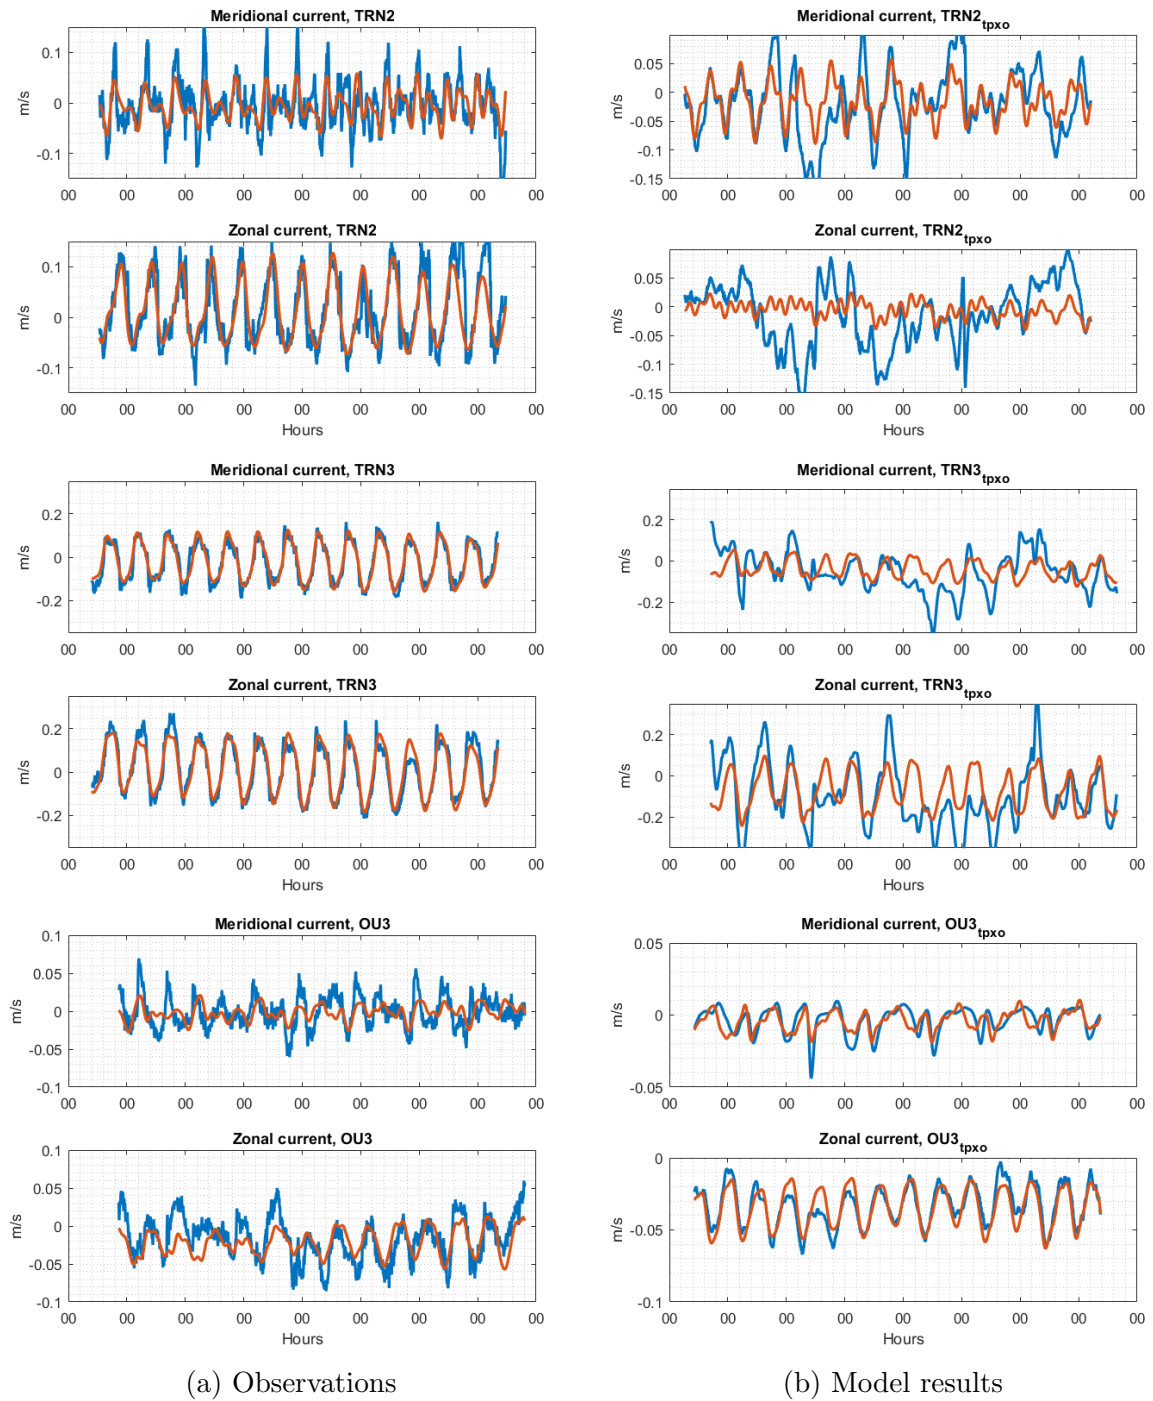 Meridional current, TRN2
0.1
0
-0.1
m/s
00 00 00 00 00 00 00 00 00
Zonal current, TRN2
0.1
0
-0.1
m/s
00 00 00 00 00 00 00 00 00
Hours
Meridional current, TRN3
0.2
0
-0.2
m/s
00 00 00 00 00 00 00 00 00
Zonal current, TRN3
0.2
0
-0.2
m/s
00 00 00 00 00 00 00 00 00
Hours
Meridional current, OU3
0.1
0.05
0
-0.05
-0.1
m/s
00 00 00 00 00 00 00 00 00
Zonal current, OU3
0.1
0.05
0
-0.05
-0.1
m/s
00 00 00 00 00 00 00 00 00
Hours
(a) Observations
Meridional current, TRN2tpxo
0.05
0
-0.05
-0.1
-0.15
m/s
00 00 00 00 00 00 00 00 00
Zonal current, TRN2tpxo
0.05
0
-0.05
-0.1
-0.15
m/s
00 00 00 00 00 00 00 00 00
Hours
Meridional current, TRN3tpxo
0.2
0
-0.2
m/s
00 00 00 00 00 00 00 00 00
Zonal current, TRN3tpxo
0.2
0
-0.2
m/s
00 00 00 00 00 00 00 00 00
Hours
Meridional current, OU3tpxo
0.05
0
-0.05
m/s
00 00 00 00 00 00 00 00 00
Zonal current, OU3tpxo
0
-0.05
-0.1
m/s
00 00 00 00 00 00 00 00 00
Hours
(b) Model results